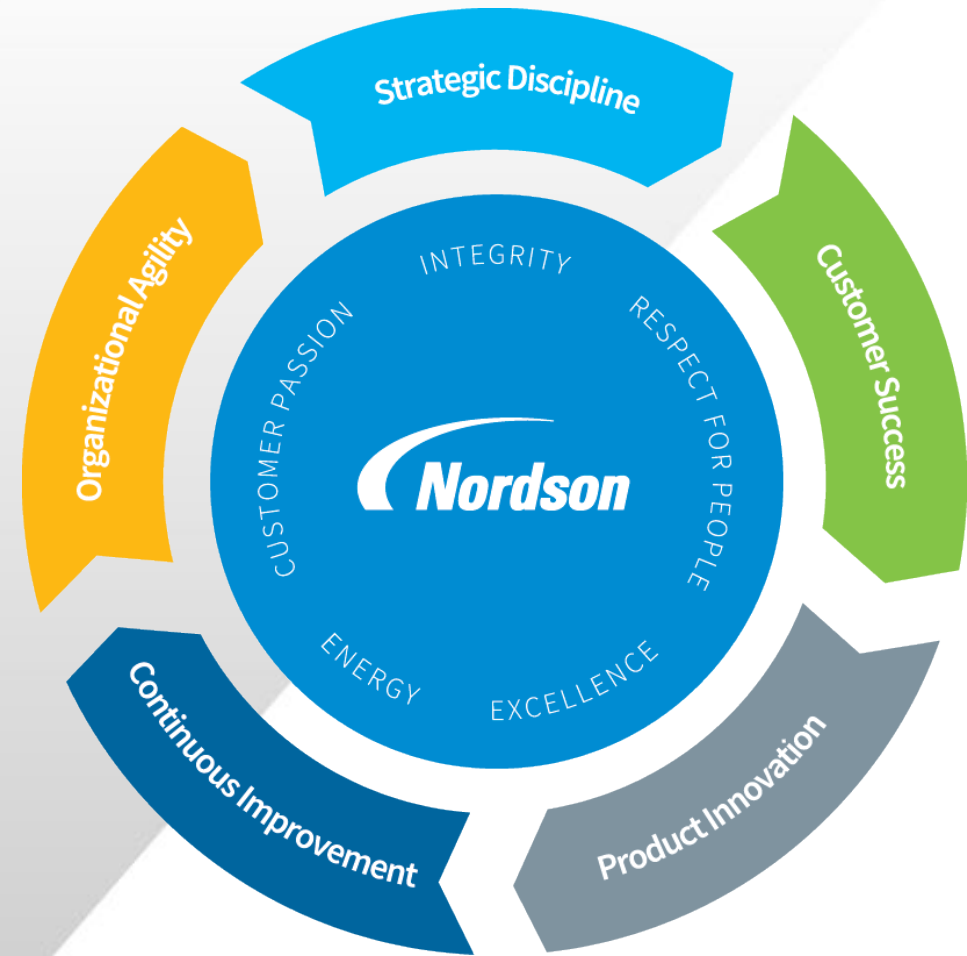 Strategic Discipline
Customer Success
Product Innovation
Continuous Improvement
Organizational Agility
INTEGRITY
RESPECT FOR PEOPLE
EXCELLENCE
ENERGY
CUSTOMER PASSION
Nordson